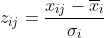 z_{ij} = \frac{x_{ij} - \overline{x}_i}{\sigma_i}